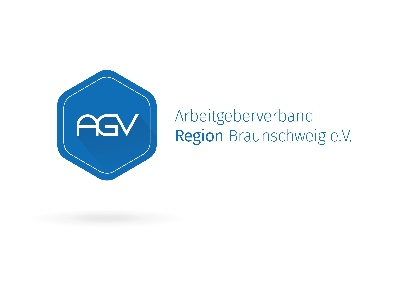 AGV
Arbeitgeberverband
Region Braunschweig e.V.